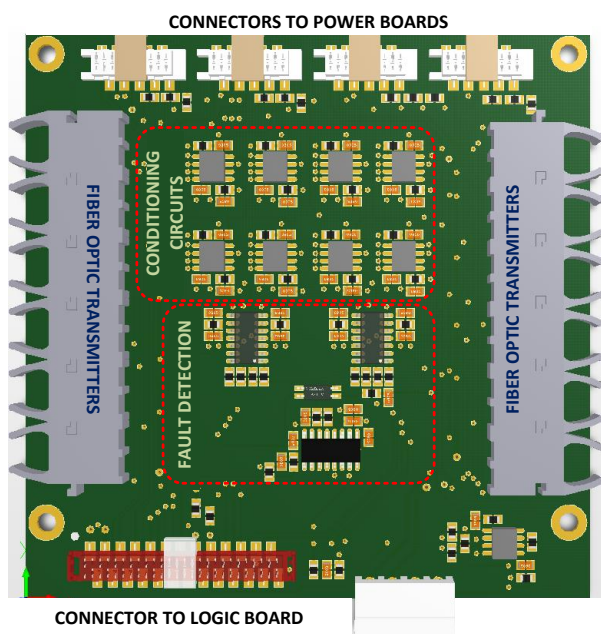 CONNECTORS TO POWER BOARDS
FIBER OPTIC TRANSMITTERS
CONDITIONING
CIRCUITS
FIBER OPTIC TRANSMITTERS
FAULT DETECTION
CONNECTOR TO LOGIC BOARD